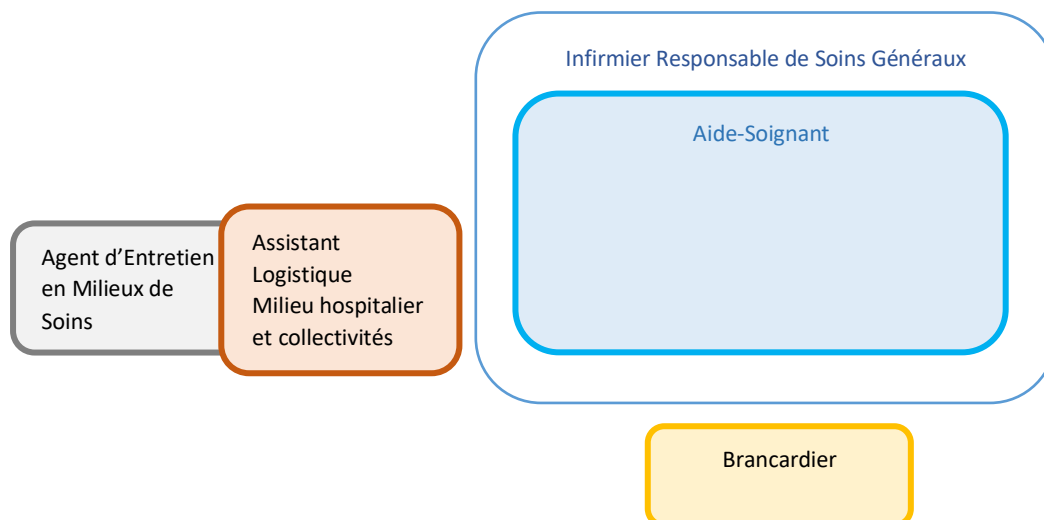 Infirmier Responsable de Soins Généraux
Aide-Soignant
Agent d’Entretien
en Milieux de
Soins
Assistant
Logistique
Milieu hospitalier
et collectivités
Brancardier